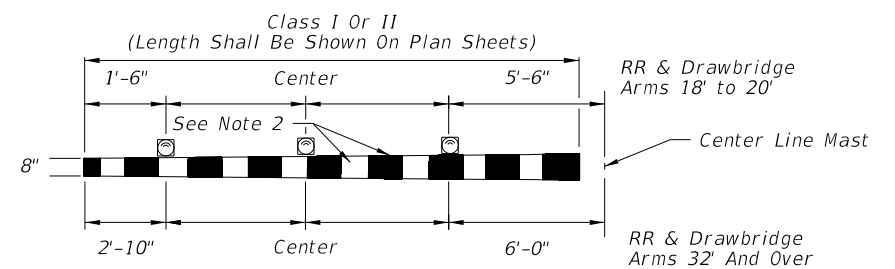 Class I Or II
(Length Shall Be Shown On Plan Sheets)
1'-6"
Center
5'-6"
RR & Drawbridge
Arms 18' to 20'
See Note 2
Center Line Mast
8"
2'-10"
Center
6'-0"
RR & Drawbridge
Arms 32' And Over